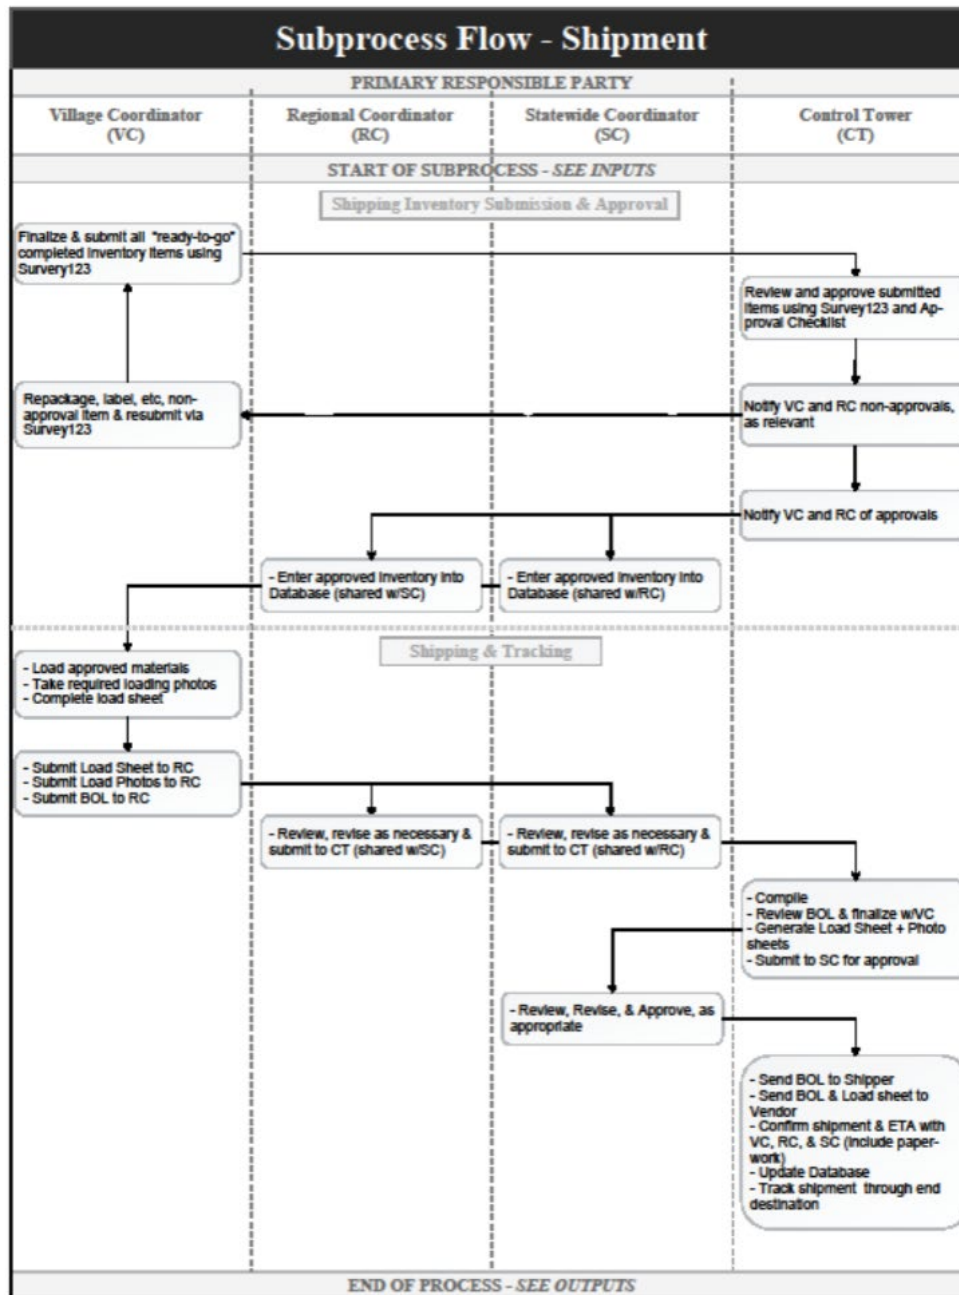 Subprocess Flow - Shipment
PRIMARY RESPONSIBLE PARTY
Village Coordinator
(VC)
Regional Coordinator
(RC)
Statewide Coordinator
(SC)
Control Tower
(CT)
START OF SUBPROCESS - SEE INPUTS
Shipping Inventory Submission & Approval
Finalize & submit all "ready-to-go"
completed inventory items using
Survery123
Review and approve submitted
items using Survey123 and Ap-
proval Checklist
Repackage, label, etc, non-
approval item & resubmit via
Survey123
Notify VC and RC non-approvals,
as relevant
Notify VC and RC of approvals
- Enter approved inventory into
Database (shared w/SC)
- Enter approved inventory into
Database (shared w/RC)
Shipping & Tracking
- Load approved materials
- Take required loading photos
- Complete load sheet
- Submit Load Sheet to RC
- Submit Load Photos to RC
- Submit BOL to RC
- Review, revise as necessary &
submit to CT (shared w/SC)
- Review, revise as necessary &
submit to CT (shared w/RC)
- Compile
- Review BOL & finalize w/VC
- Generate Load Sheet + Photo
sheets
- Submit to SC for approval
- Review, Revise, & Approve, as
appropriate
- Send BOL to Shipper
- Send BOL & Load sheet to
Vendor
- Confirm shipment & ETA with
VC, RC, & SC (include paper-
work)
- Update Database
- Track shipment through end
destination
END OF PROCESS - SEE OUTPUTS